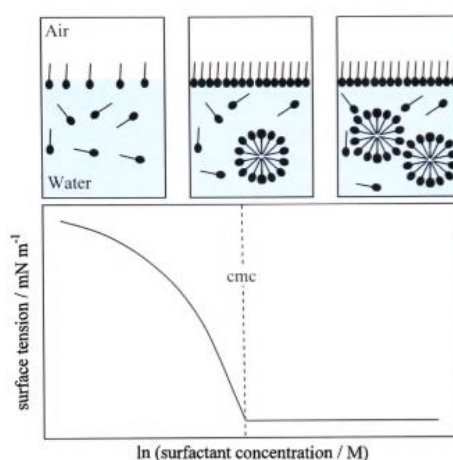 Air
Water
cmc
surface tension / mN m⁻¹
ln (surfactant concentration / M)